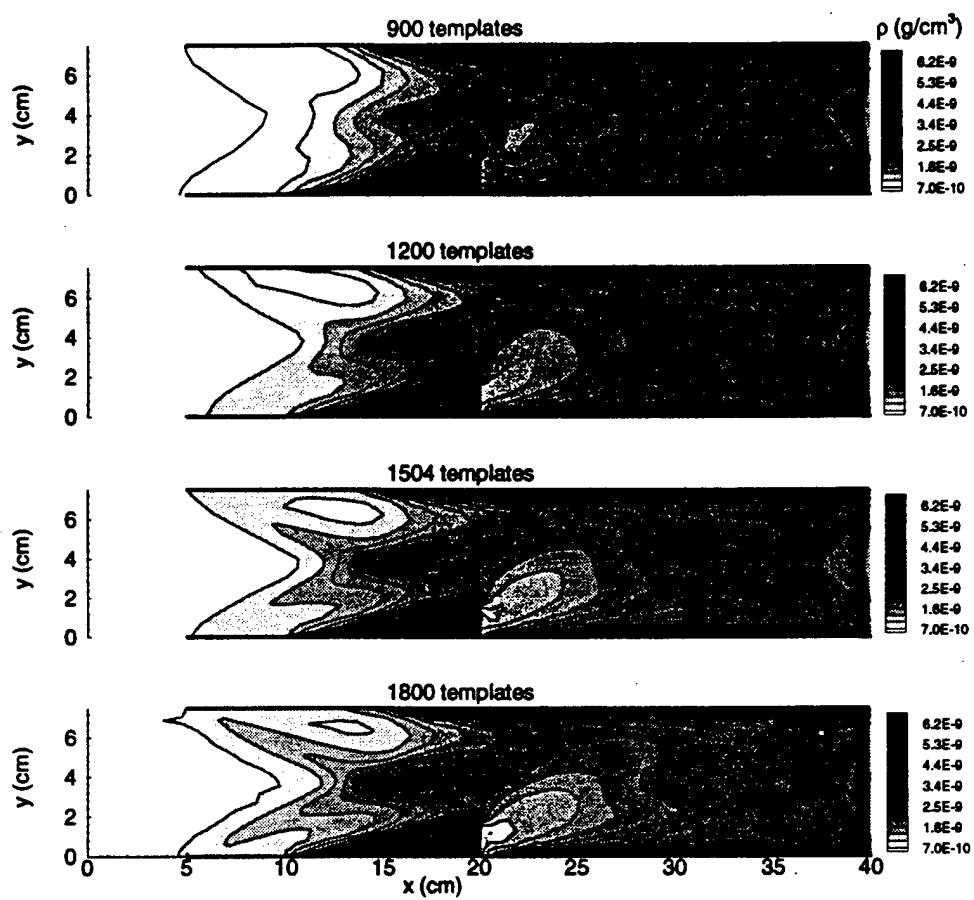 900 templates
ρ (g/cm³)
y (cm)
6
4
2
0
6.2E-9
5.3E-9
4.4E-9
3.4E-9
2.5E-9
1.6E-9
7.0E-10
1200 templates
y (cm)
6
4
2
0
6.2E-9
5.3E-9
4.4E-9
3.4E-9
2.5E-9
1.6E-9
7.0E-10
1504 templates
y (cm)
6
4
2
0
6.2E-9
5.3E-9
4.4E-9
3.4E-9
2.5E-9
1.6E-9
7.0E-10
1800 templates
y (cm)
6
4
2
0
6.2E-9
5.3E-9
4.4E-9
3.4E-9
2.5E-9
1.6E-9
7.0E-10
0 5 10 15 20 25 30 35 40
x (cm)